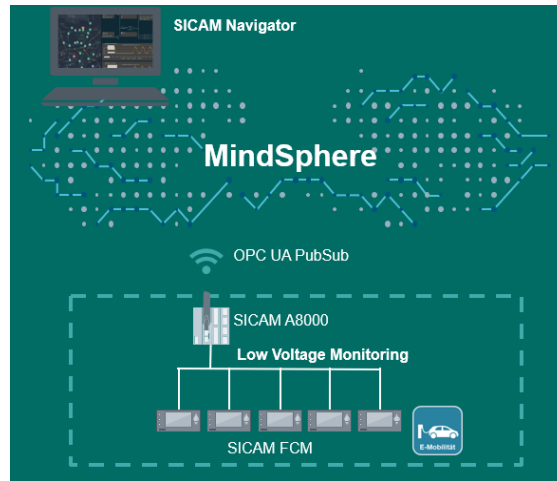 SICAM Navigator
MindSphere
OPC UA PubSub
SICAM A8000
Low Voltage Monitoring
SICAM FCM
E-Mobilität